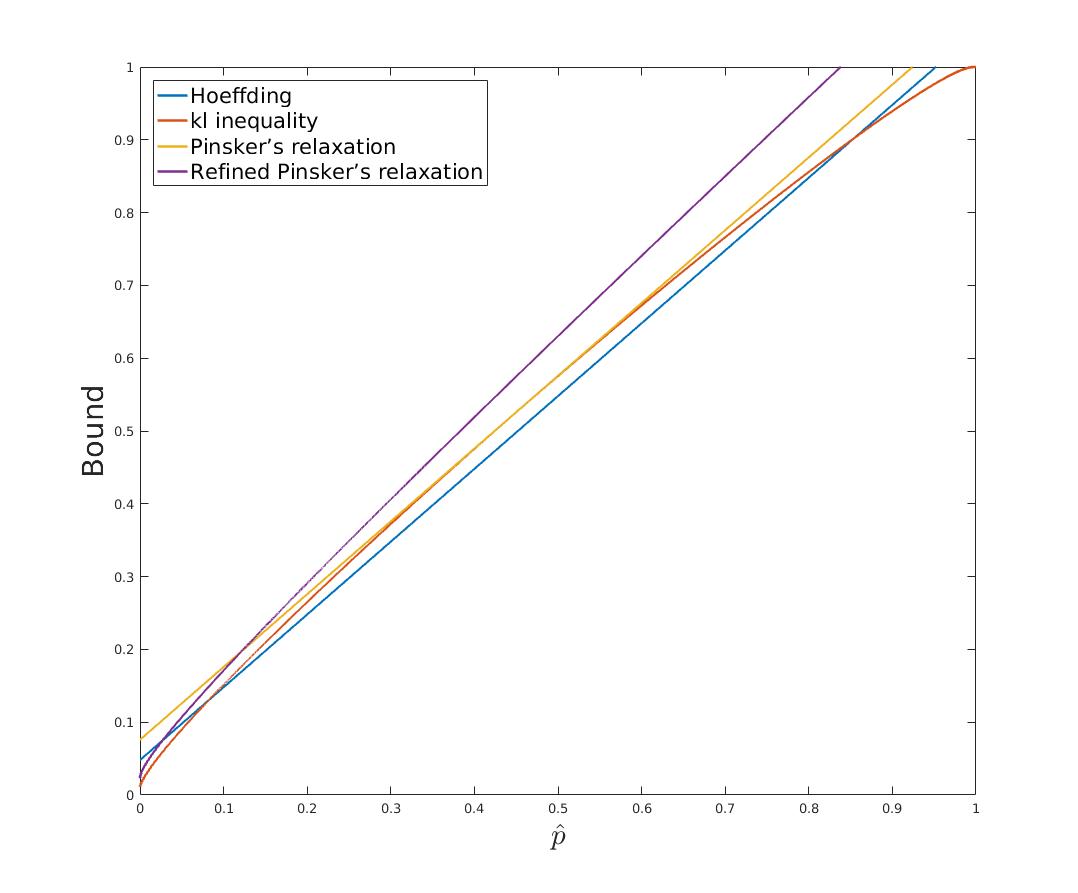 Hoeffding
kl inequality
Pinsker’s relaxation
Refined Pinsker’s relaxation
Bound
1
0.9
0.8
0.7
0.6
0.5
0.4
0.3
0.2
0.1
0
0 0.1 0.2 0.3 0.4 0.5 0.6 0.7 0.8 0.9 1
p̂